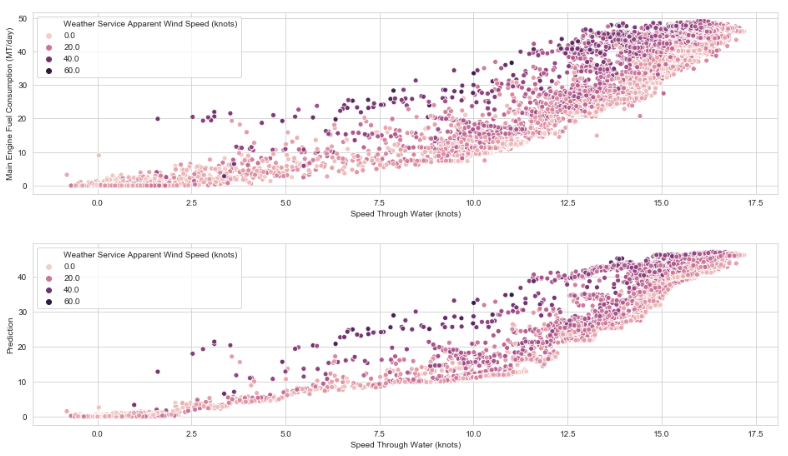 Weather Service Apparent Wind Speed (knots)
0.0
20.0
40.0
60.0
50
40
30
20
10
0
Main Engine Fuel Consumption (MT/day)
0.0 2.5 5.0 7.5 10.0 12.5 15.0 17.5
Speed Through Water (knots)
Weather Service Apparent Wind Speed (knots)
0.0
20.0
40.0
60.0
40
30
20
10
0
Prediction
0.0 2.5 5.0 7.5 10.0 12.5 15.0 17.5
Speed Through Water (knots)